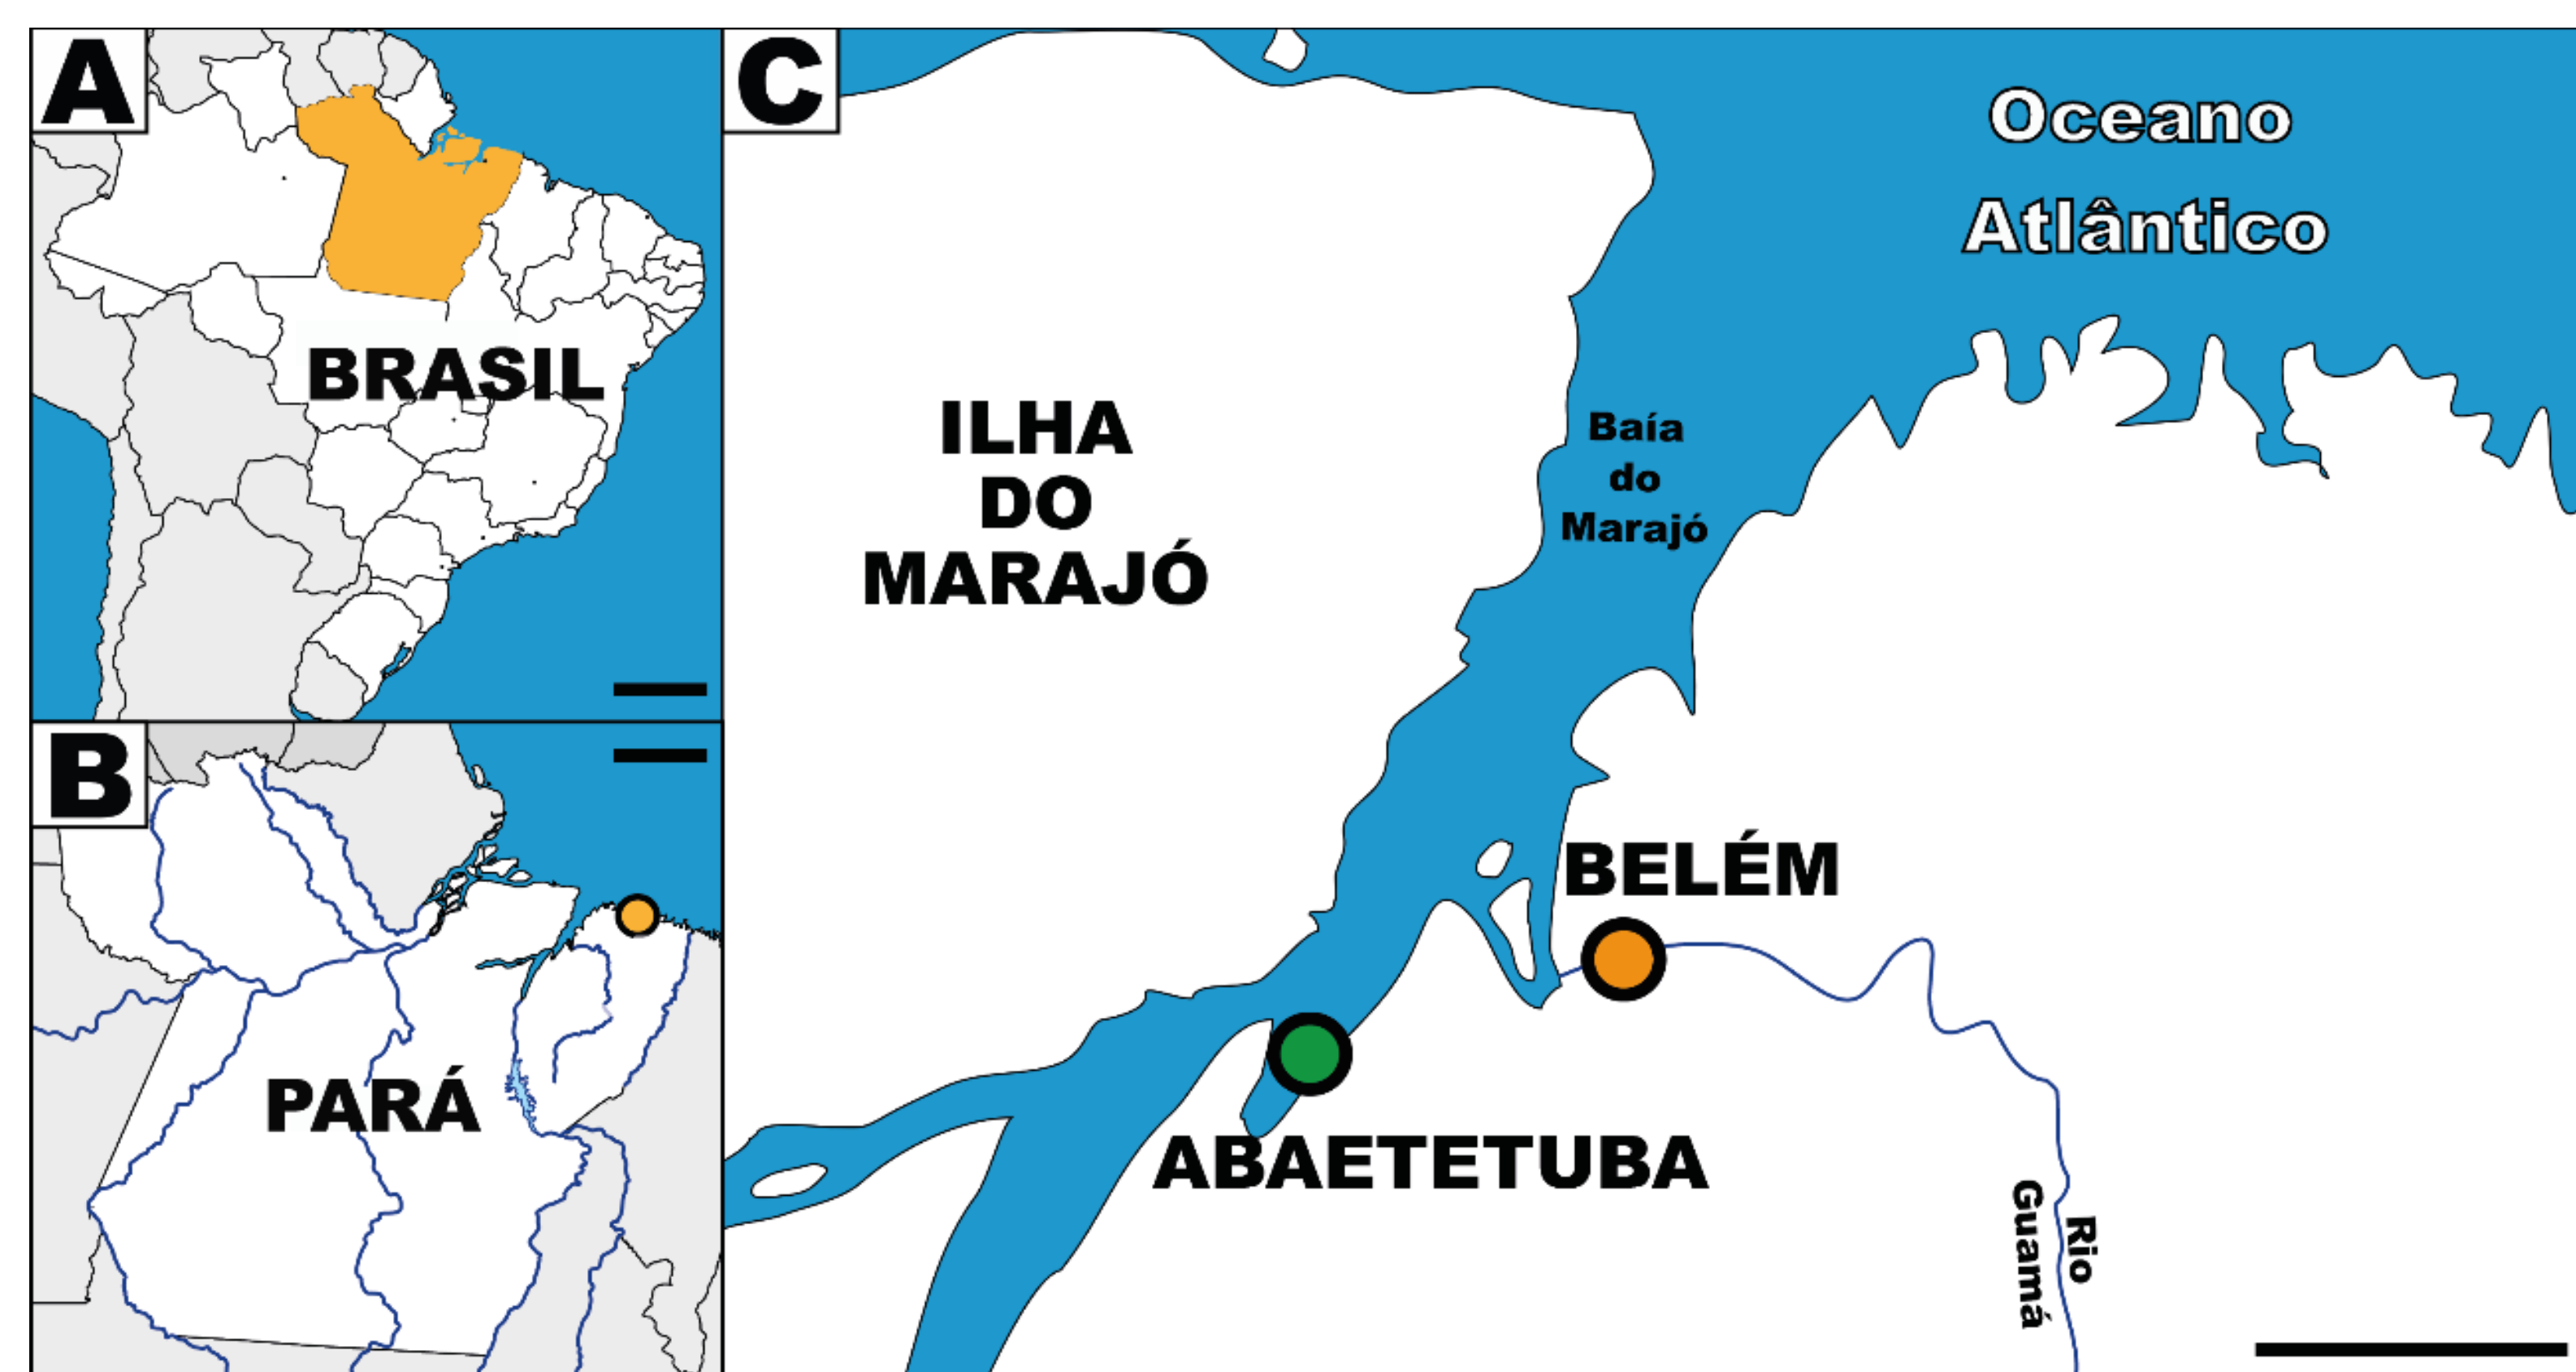 A
BRASIL
B
PARÁ
C
Oceano
Atlântico
ILHA
DO
MARAJÓ
Baía
do
Marajó
BELÉM
ABAETETUBA
Rio
Guamá